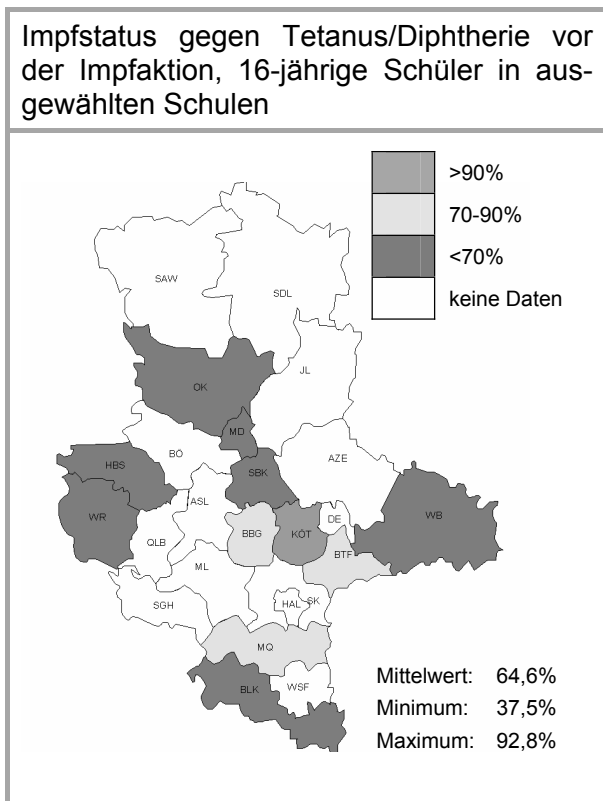 Impfstatus gegen Tetanus/Diphtherie vor
der Impfaktion, 16-jährige Schüler in aus-
gewählten Schulen
>90%
70-90%
<70%
keine Daten
SAW
SDL
OK
JL
MD
BÖ
HBS
SBK
AZE
ASL
WR
WB
DE
BBG
KÖT
QLB
BTF
ML
SGH
HAL
SK
MQ
BLK
WSF
Mittelwert: 64,6%
Minimum: 37,5%
Maximum: 92,8%